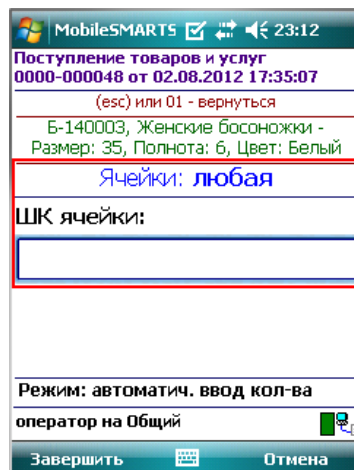 MobileSMARTS 23:12
Поступление товаров и услуг
0000-000048 от 02.08.2012 17:35:07
(esc) или 01 - вернуться
Б-140003, Женские босоножки -
Размер: 35, Полнота: 6, Цвет: Белый
Ячейки: любая
ШК ячейки:
Режим: автоматич. ввод кол-ва
оператор на Общий
Завершить Отмена